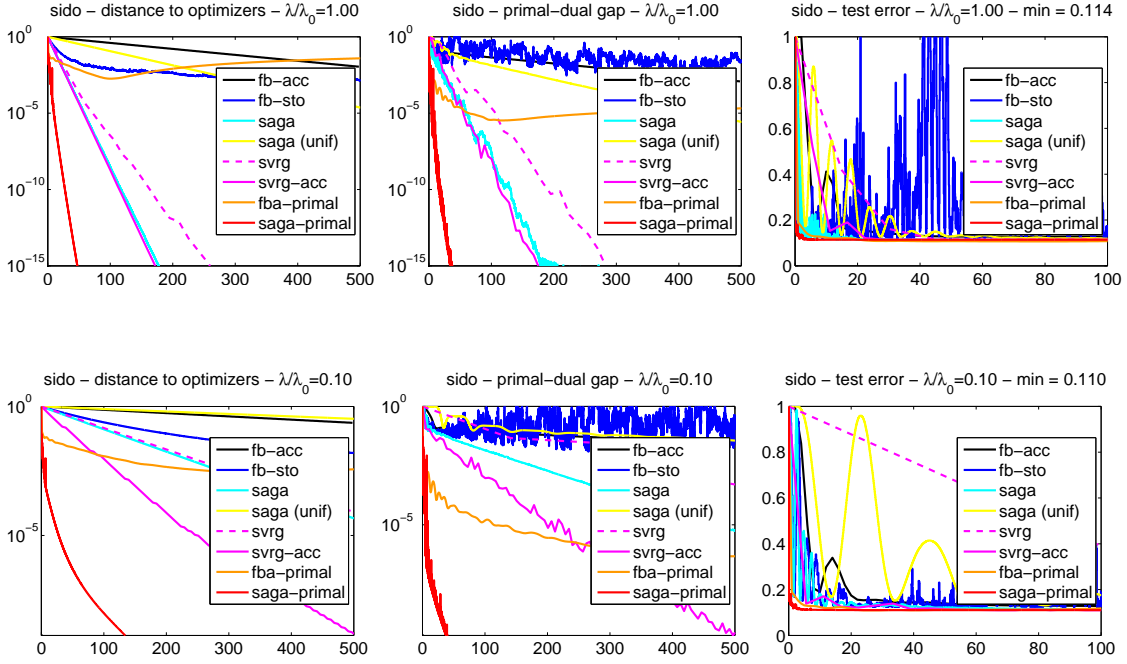 sido – distance to optimizers – λ/λ0=1.00
10^0
10^−5
10^−10
10^−15
0 100 200 300 400 500
fb−acc
fb−sto
saga
saga (unif)
svrg
svrg−acc
fba−primal
saga−primal
sido – primal−dual gap – λ/λ0=1.00
10^0
10^−5
10^−10
10^−15
0 100 200 300 400 500
fb−acc
fb−sto
saga
saga (unif)
svrg
svrg−acc
fba−primal
saga−primal
sido – test error – λ/λ0=1.00 – min = 0.114
1
0.8
0.6
0.4
0.2
0
0 20 40 60 80 100
fb−acc
fb−sto
saga
saga (unif)
svrg
svrg−acc
fba−primal
saga−primal
sido – distance to optimizers – λ/λ0=0.10
10^0
10^−5
0 100 200 300 400 500
fb−acc
fb−sto
saga
saga (unif)
svrg
svrg−acc
fba−primal
saga−primal
sido – primal−dual gap – λ/λ0=0.10
10^0
10^−5
0 100 200 300 400 500
fb−acc
fb−sto
saga
saga (unif)
svrg
svrg−acc
fba−primal
saga−primal
sido – test error – λ/λ0=0.10 – min = 0.110
1
0.8
0.6
0.4
0.2
0
0 20 40 60 80 100
fb−acc
fb−sto
saga
saga (unif)
svrg
svrg−acc
fba−primal
saga−primal